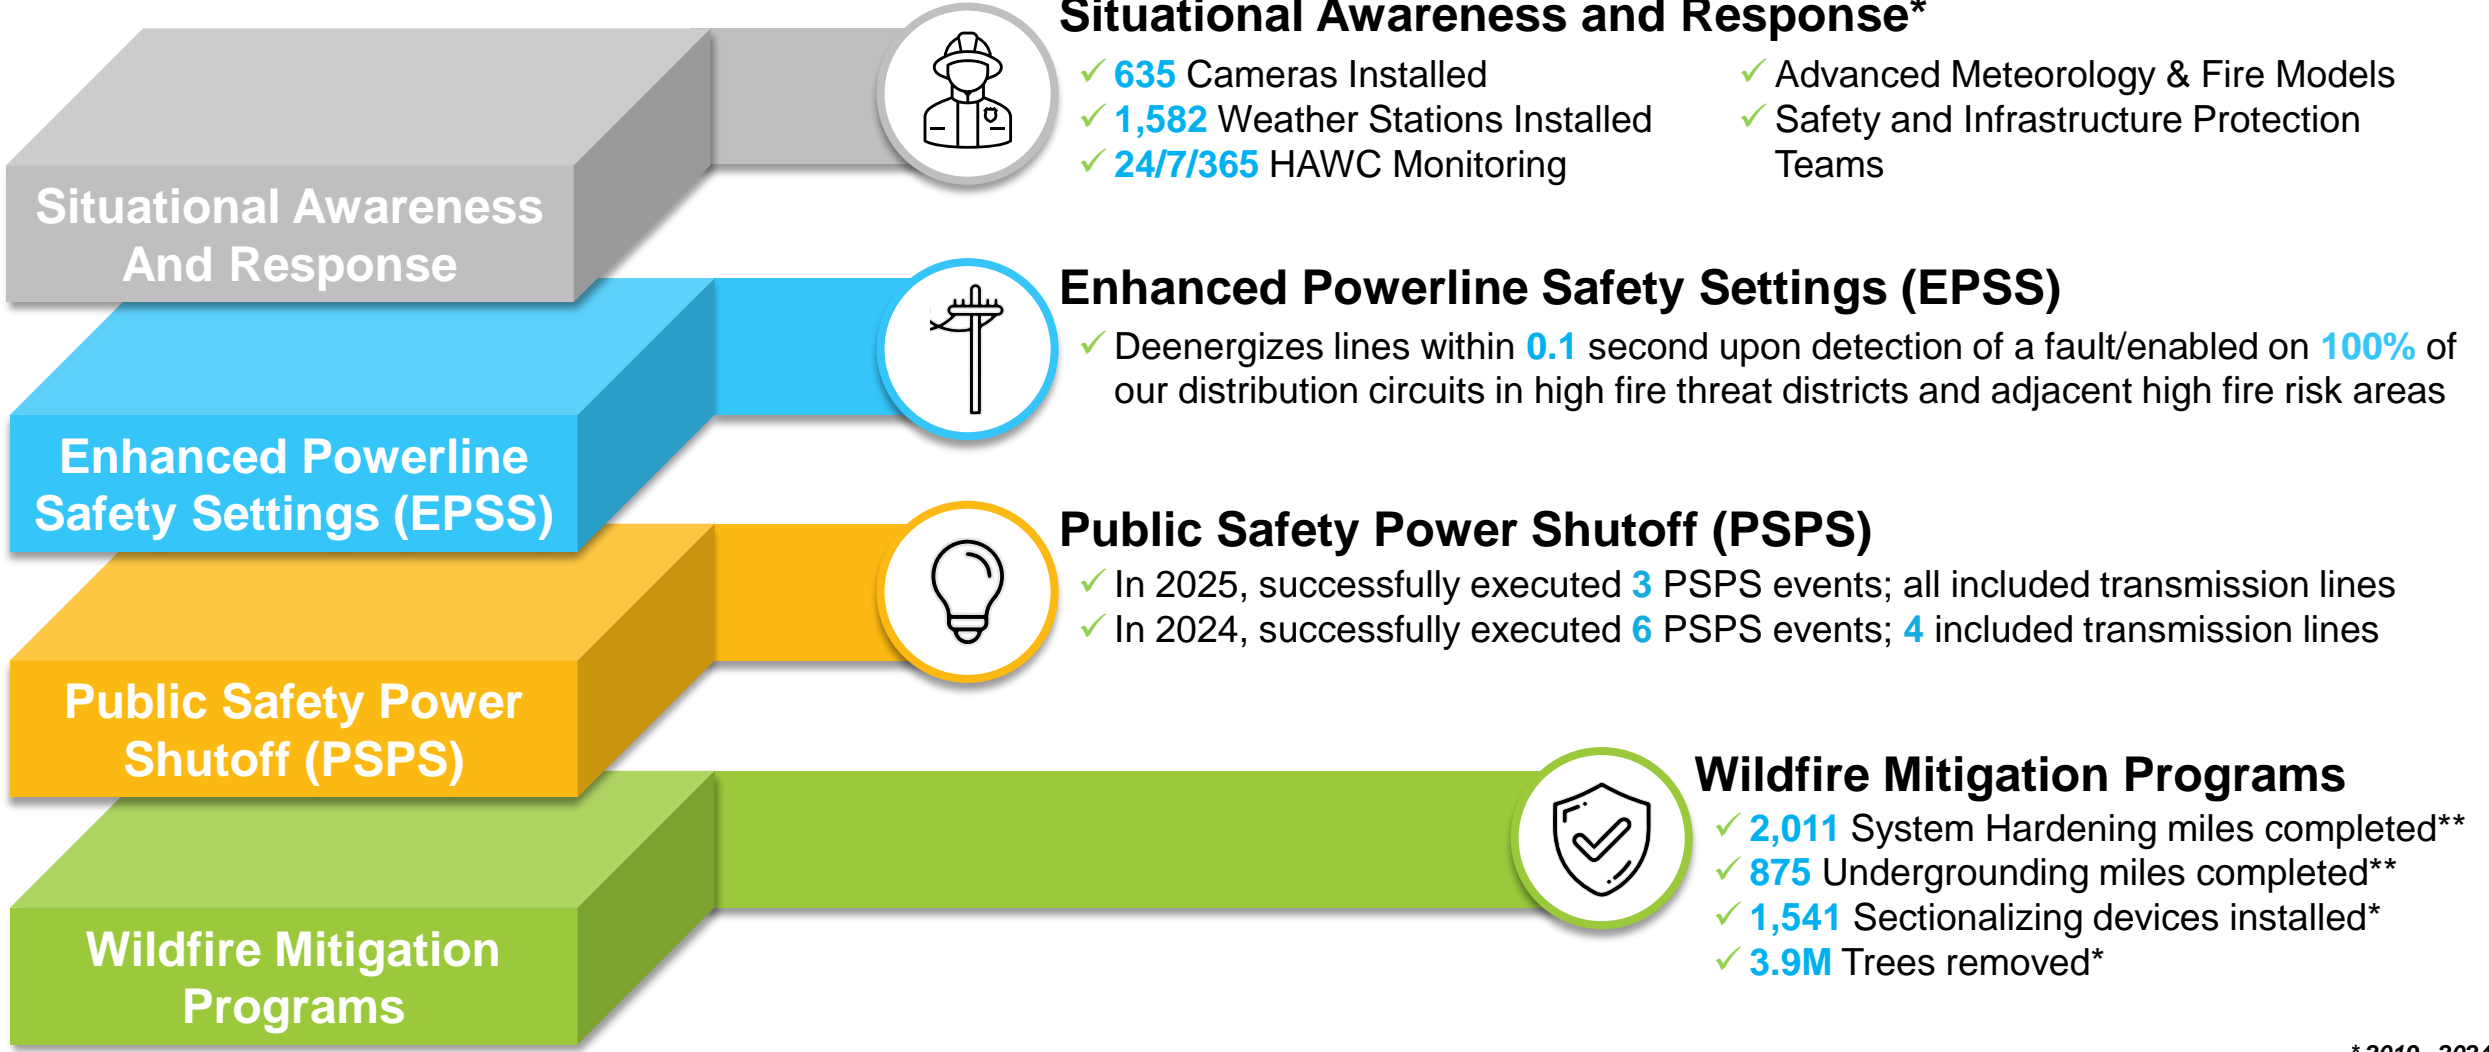 Situational Awareness and Response*
✓ 635 Cameras Installed
✓ 1,582 Weather Stations Installed
✓ 24/7/365 HAWC Monitoring
✓ Advanced Meteorology & Fire Models
✓ Safety and Infrastructure Protection
Teams
Situational Awareness
And Response
Enhanced Powerline Safety Settings (EPSS)
✓ Deenergizes lines within 0.1 second upon detection of a fault/enabled on 100% of
our distribution circuits in high fire threat districts and adjacent high fire risk areas
Enhanced Powerline
Safety Settings (EPSS)
Public Safety Power Shutoff (PSPS)
✓ In 2025, successfully executed 3 PSPS events; all included transmission lines
✓ In 2024, successfully executed 6 PSPS events; 4 included transmission lines
Public Safety Power
Shutoff (PSPS)
Wildfire Mitigation Programs
✓ 2,011 System Hardening miles completed**
✓ 875 Undergrounding miles completed**
✓ 1,541 Sectionalizing devices installed*
✓ 3.9M Trees removed*
Wildfire Mitigation
Programs